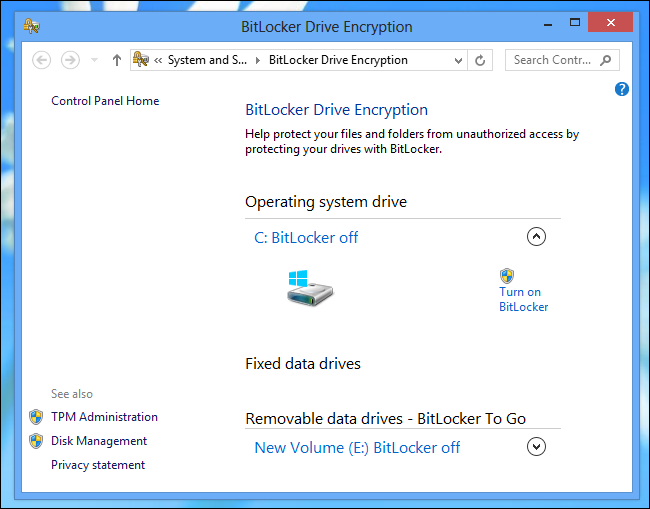 BitLocker Drive Encryption
« System and S... BitLocker Drive Encryption
Search Contr...
Control Panel Home
BitLocker Drive Encryption
Help protect your files and folders from unauthorized access by
protecting your drives with BitLocker.
Operating system drive
C: BitLocker off
Turn on
BitLocker
Fixed data drives
Removable data drives - BitLocker To Go
New Volume (E:) BitLocker off
See also
TPM Administration
Disk Management
Privacy statement